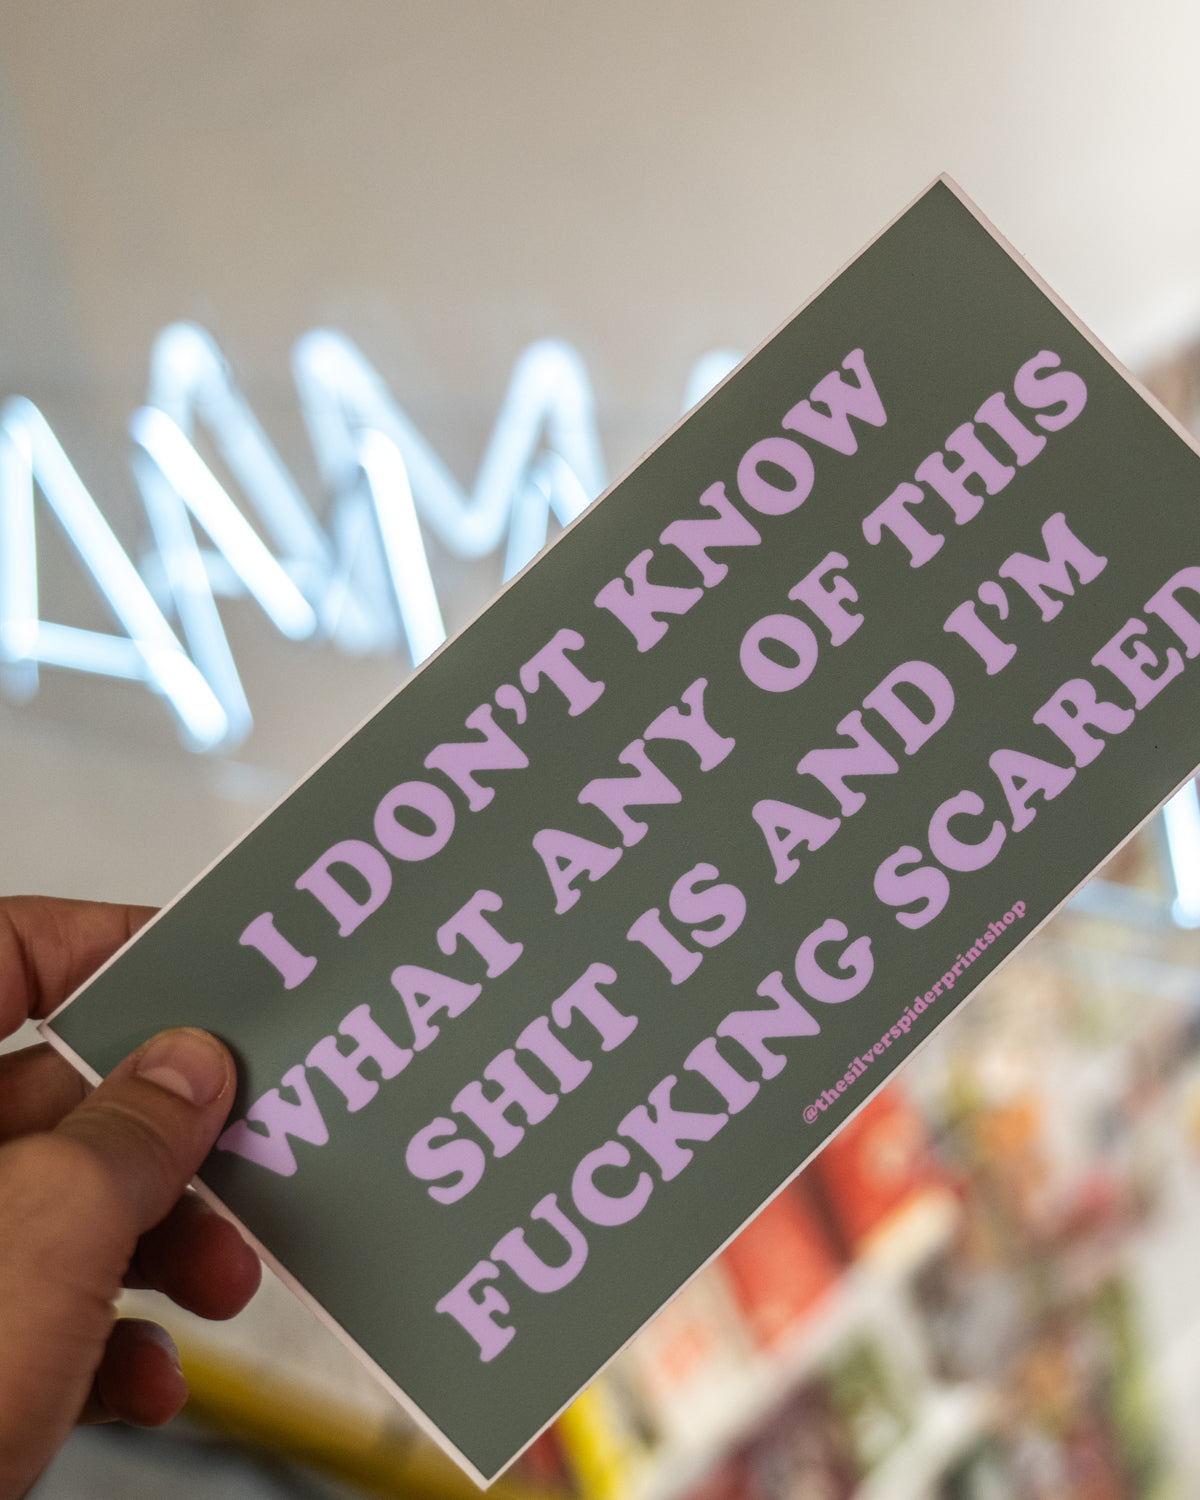 I DON'T KNOW
WHAT ANY OF THIS
SHIT IS AND I'M
FUCKING SCARED
@thesilverspiderprintshop